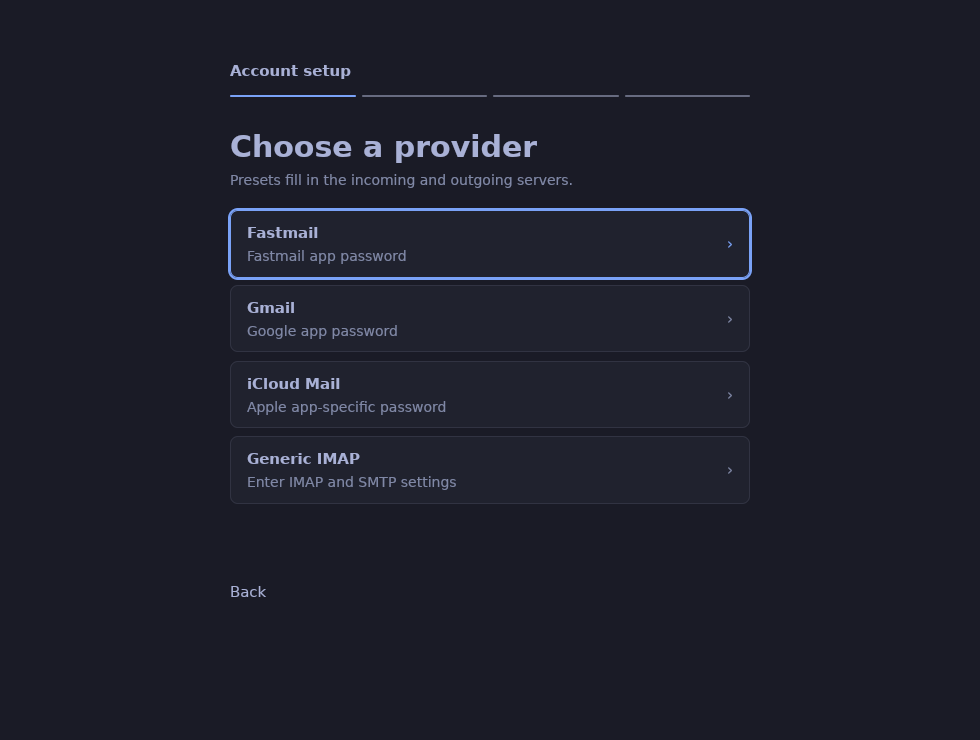 Account setup
Choose a provider
Presets fill in the incoming and outgoing servers.
Fastmail
Fastmail app password
›
Gmail
Google app password
›
iCloud Mail
Apple app-specific password
›
Generic IMAP
Enter IMAP and SMTP settings
›
Back